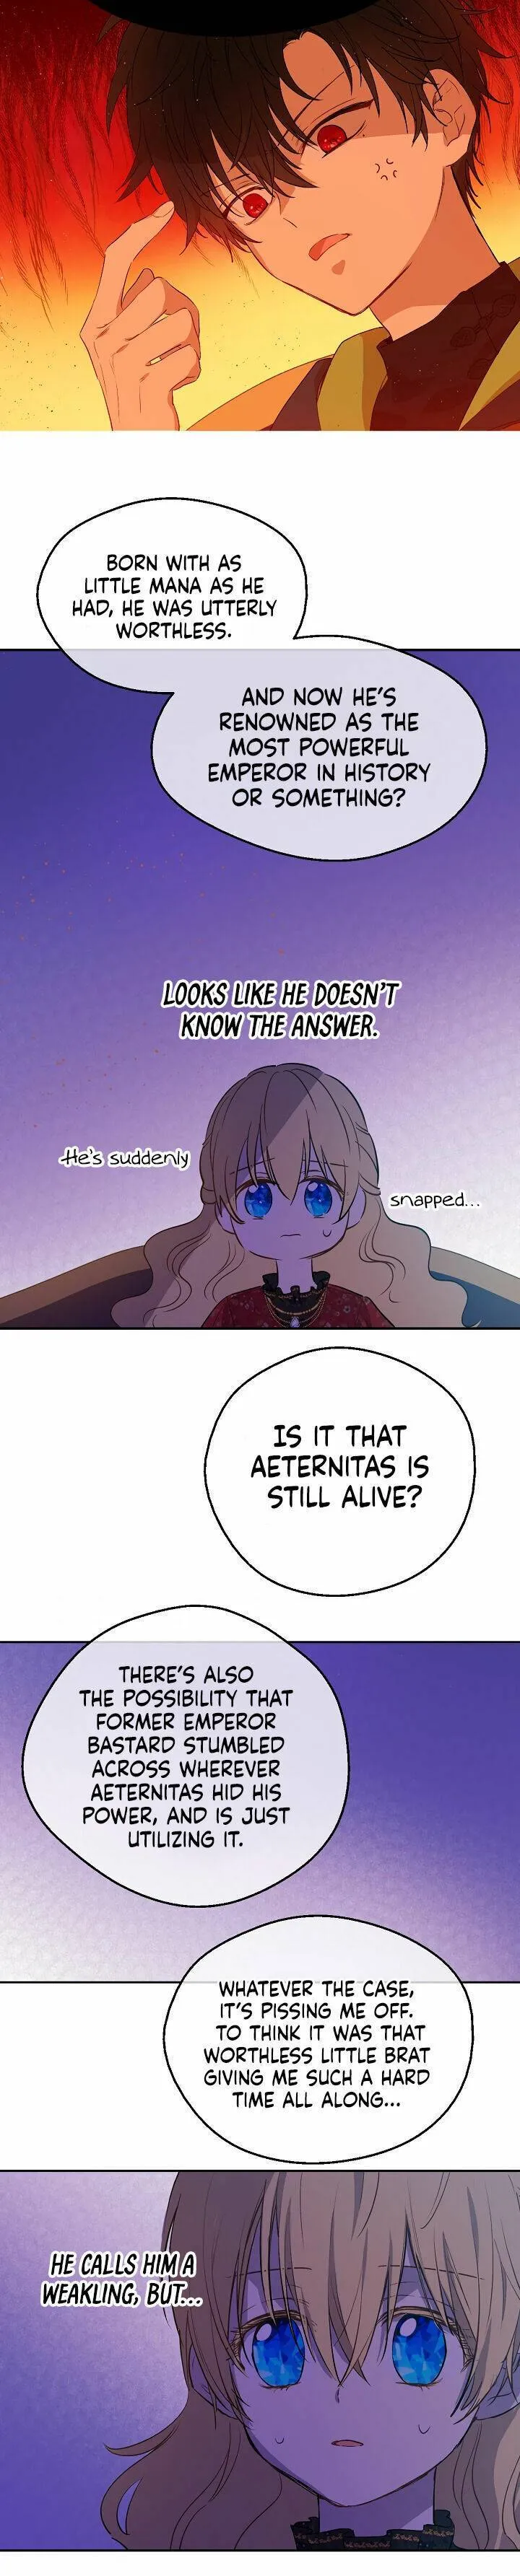 BORN WITH AS
LITTLE MANA AS HE
HAD, HE WAS UTTERLY
WORTHLESS.
AND NOW HE'S
RENOWNED AS THE
MOST POWERFUL
EMPEROR IN HISTORY
OR SOMETHING?
LOOKS LIKE HE DOESN'T
KNOW THE ANSWER.
He's suddenly
snapped...
IS IT THAT
AETERNITAS IS
STILL ALIVE?
THERE'S ALSO
THE POSSIBILITY THAT
FORMER EMPEROR
BASTARD STUMBLED
ACROSS WHEREVER
AETERNITAS HID HIS
POWER, AND IS JUST
UTILIZING IT.
WHATEVER THE CASE,
IT'S PISSING ME OFF.
TO THINK IT WAS THAT
WORTHLESS LITTLE BRAT
GIVING ME SUCH A HARD
TIME ALL ALONG...
HE CALLS HIM A
WEAKLING, BUT...